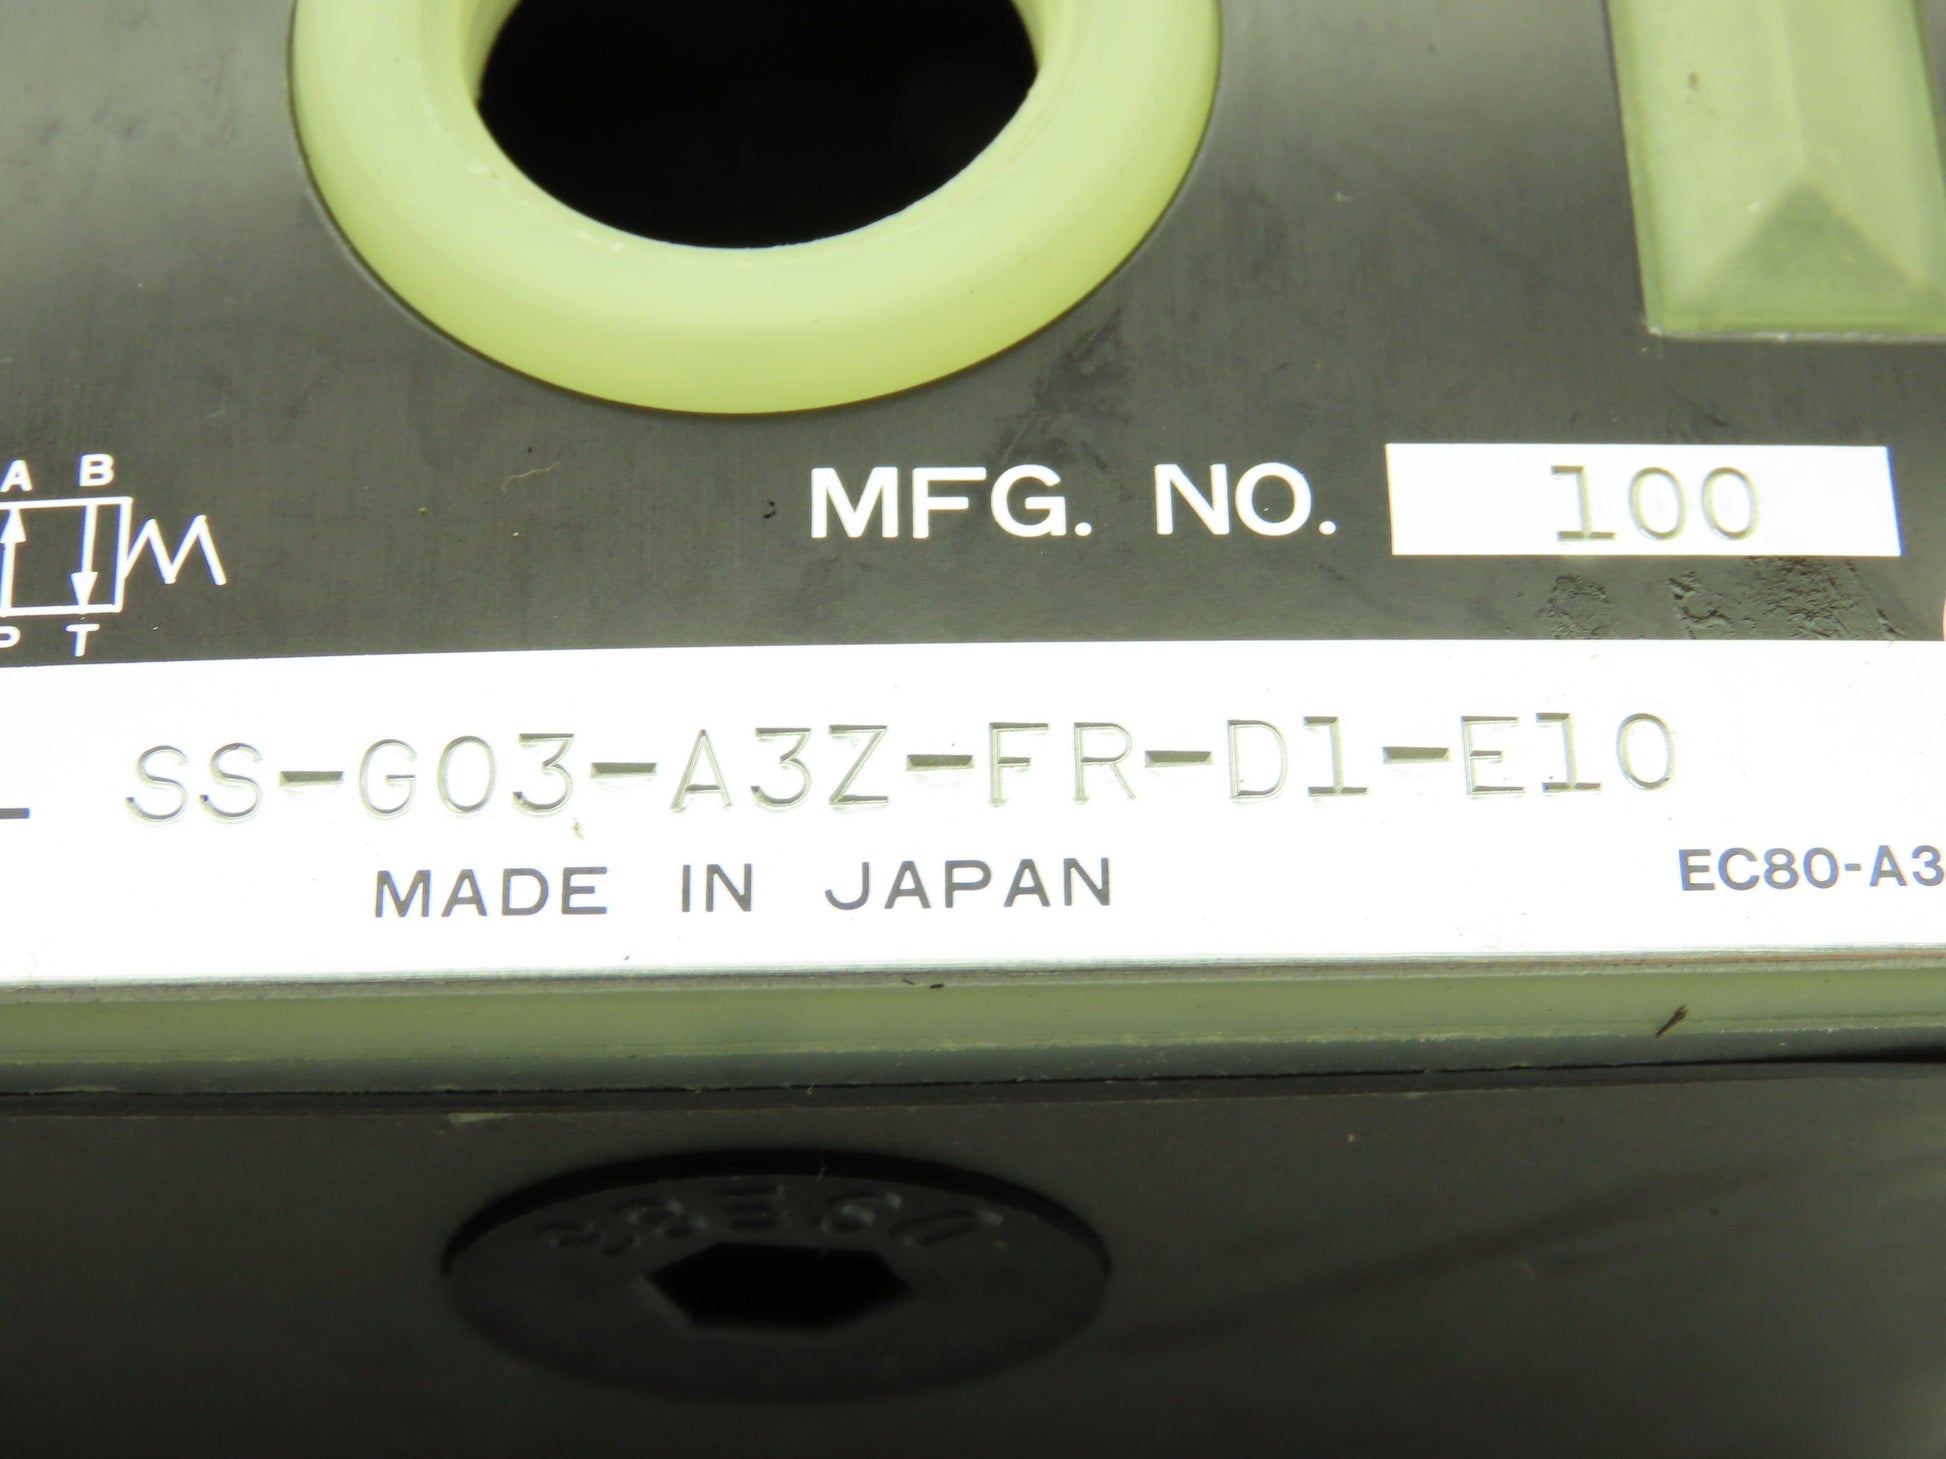 A B
MFG. NO. 100
P T
SS-G03-A3Z-FR-D1-E10
MADE IN JAPAN
EC80-A3